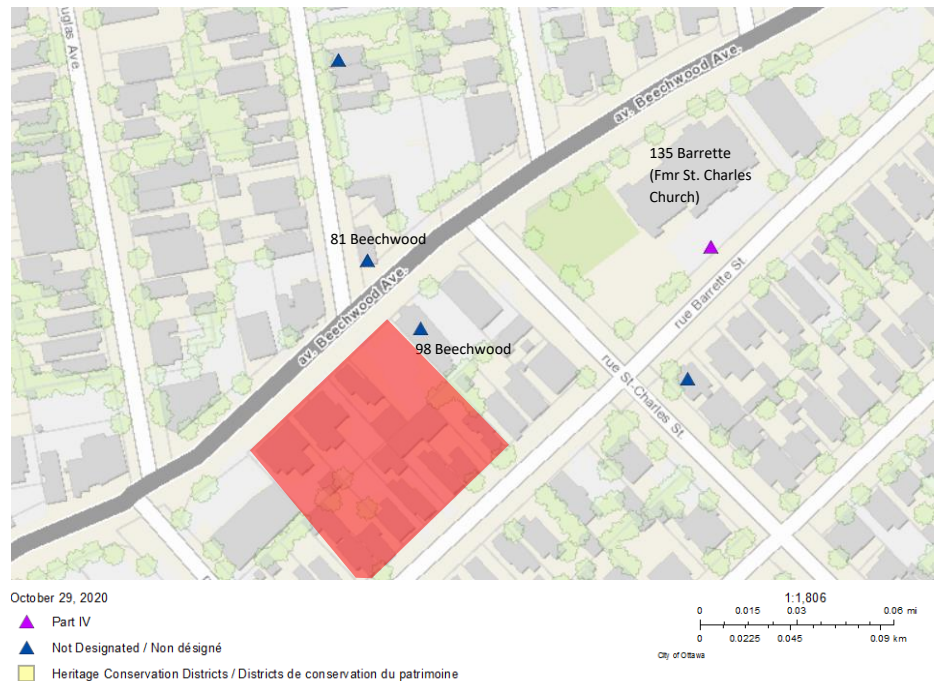 uglas Ave.
av. Beechwood Ave.
135 Barrette
(Fmr St. Charles
Church)
81 Beechwood
av. Beechwood Ave.
rue Barrette St.
98 Beechwood
rue St-Charles St.
October 29, 2020
Part IV
Not Designated / Non désigné
Heritage Conservation Districts / Districts de conservation du patrimoine
1:1,806
0 0.015 0.03 0.06 mi
0 0.0225 0.045 0.09 km
City of Ottawa